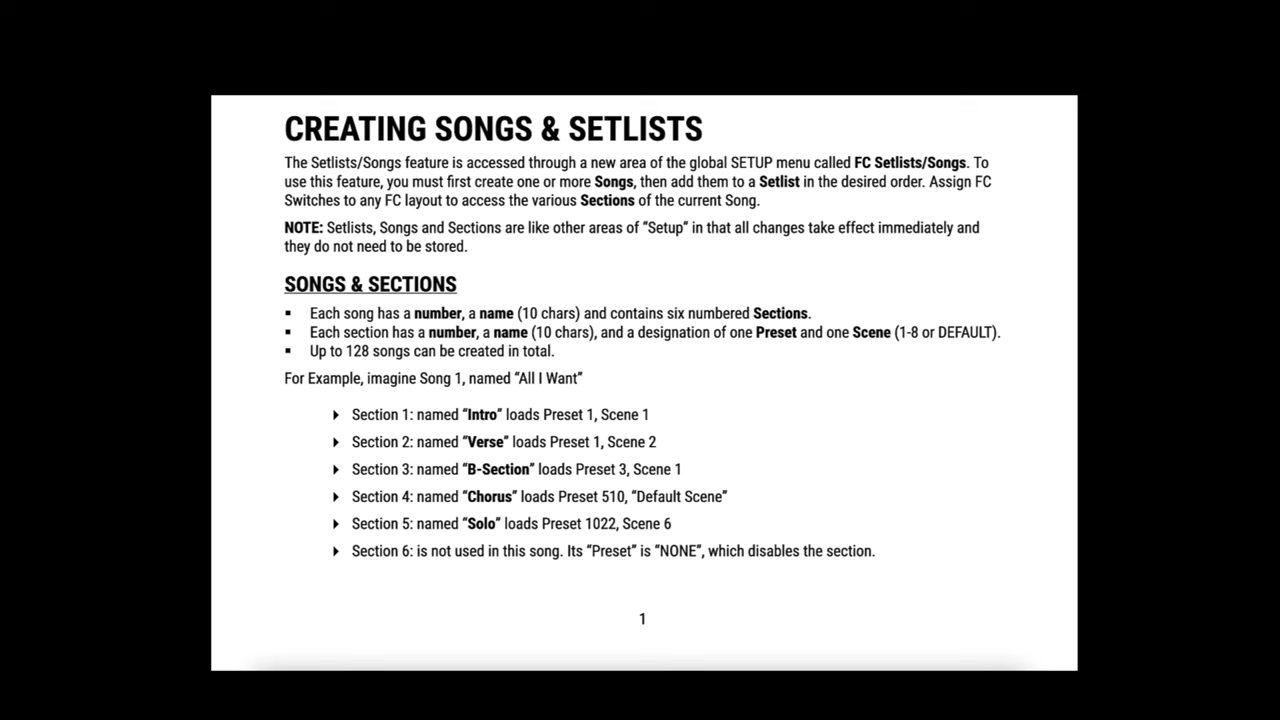 CREATING SONGS & SETLISTS
The Setlists/Songs feature is accessed through a new area of the global SETUP menu called FC Setlists/Songs. To
use this feature, you must first create one or more Songs, then add them to a Setlist in the desired order. Assign FC
Switches to any FC layout to access the various Sections of the current Song.
NOTE: Setlists, Songs and Sections are like other areas of “Setup” in that all changes take effect immediately and
they do not need to be stored.
SONGS & SECTIONS
▪ Each song has a number, a name (10 chars) and contains six numbered Sections.
▪ Each section has a number, a name (10 chars), and a designation of one Preset and one Scene (1-8 or DEFAULT).
▪ Up to 128 songs can be created in total.
For Example, imagine Song 1, named “All I Want”
‣ Section 1: named “Intro” loads Preset 1, Scene 1
‣ Section 2: named “Verse” loads Preset 1, Scene 2
‣ Section 3: named “B-Section” loads Preset 3, Scene 1
‣ Section 4: named “Chorus” loads Preset 510, “Default Scene”
‣ Section 5: named “Solo” loads Preset 1022, Scene 6
‣ Section 6: is not used in this song. Its “Preset” is “NONE”, which disables the section.
1